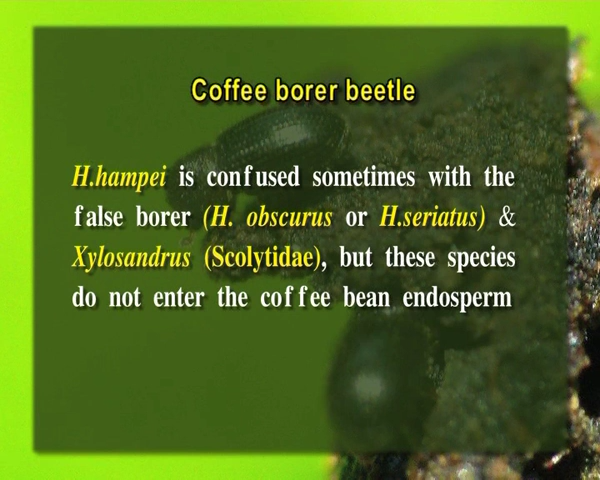 Coffee borer beetle
H.hampei is confused sometimes with the
false borer (H. obscurus or H.seriatus) &
Xylosandrus (Scolytidae), but these species
do not enter the coffee bean endosperm